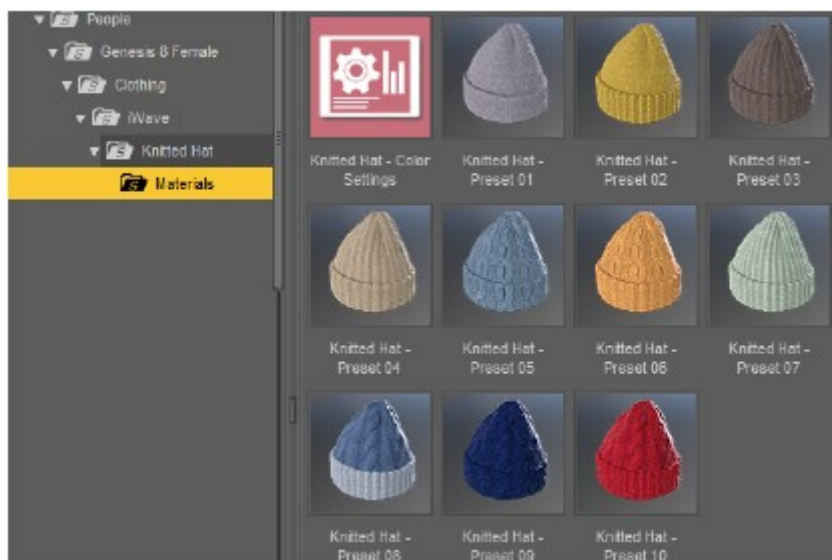 People
Genesis 8 Female
Clothing
iWave
Knitted Hat
Materials
Knitted Hat - Color
Settings
Knitted Hat -
Preset 01
Knitted Hat -
Preset 02
Knitted Hat -
Preset 03
Knitted Hat -
Preset 04
Knitted Hat -
Preset 05
Knitted Hat -
Preset 06
Knitted Hat -
Preset 07
Knitted Hat -
Preset 08
Knitted Hat -
Preset 09
Knitted Hat -
Preset 10